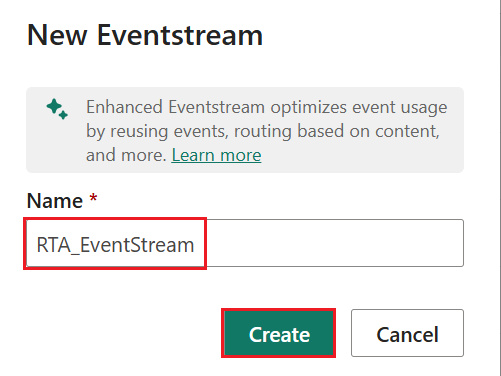 New Eventstream
Enhanced Eventstream optimizes event usage
by reusing events, routing based on content,
and more. Learn more
Name *
RTA_EventStream
Create
Cancel